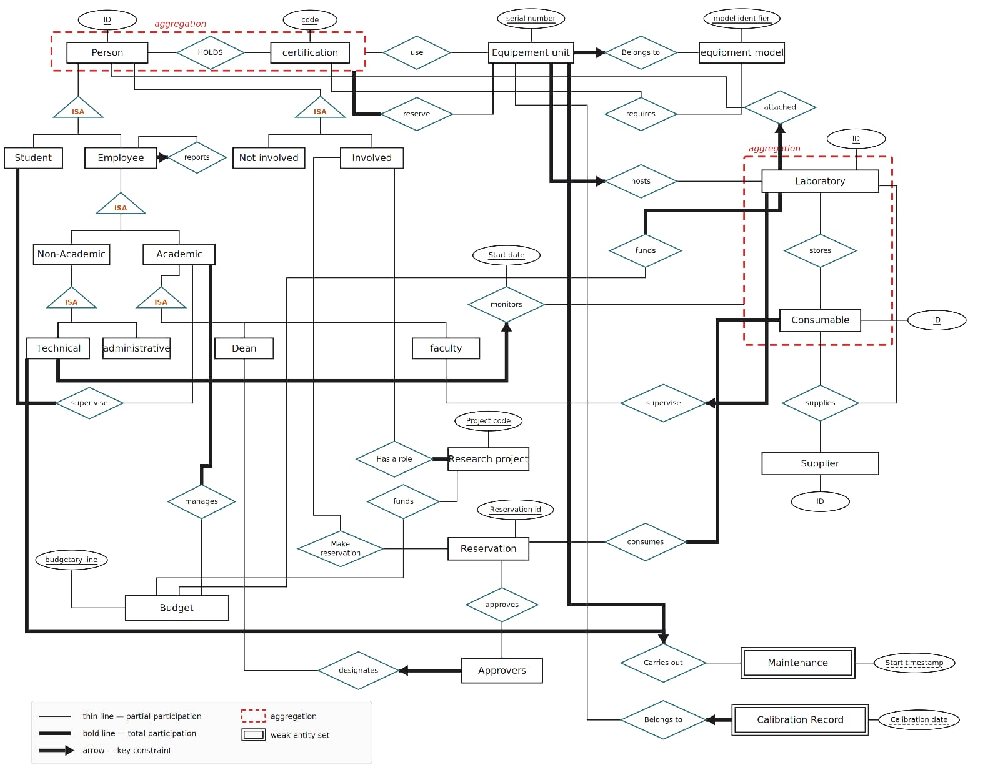 ID
aggregation
code
serial number
model identifier
Person
HOLDS
certification
use
Equipement unit
Belongs to
equipment model
ISA
ISA
reserve
requires
attached
ID
aggregation
Student
Employee
reports
Not involved
Involved
hosts
Laboratory
ISA
Non-Academic
Academic
Start date
funds
stores
ISA
ISA
monitors
Consumable
ID
Technical
administrative
Dean
faculty
super vise
supervise
supplies
Project code
Has a role
Research project
Supplier
manages
funds
Reservation id
ID
Make
reservation
Reservation
consumes
budgetary line
Budget
approves
designates
Approvers
Carries out
Maintenance
Start timestamp
thin line — partial participation
aggregation
bold line — total participation
weak entity set
arrow — key constraint
Belongs to
Calibration Record
Calibration date